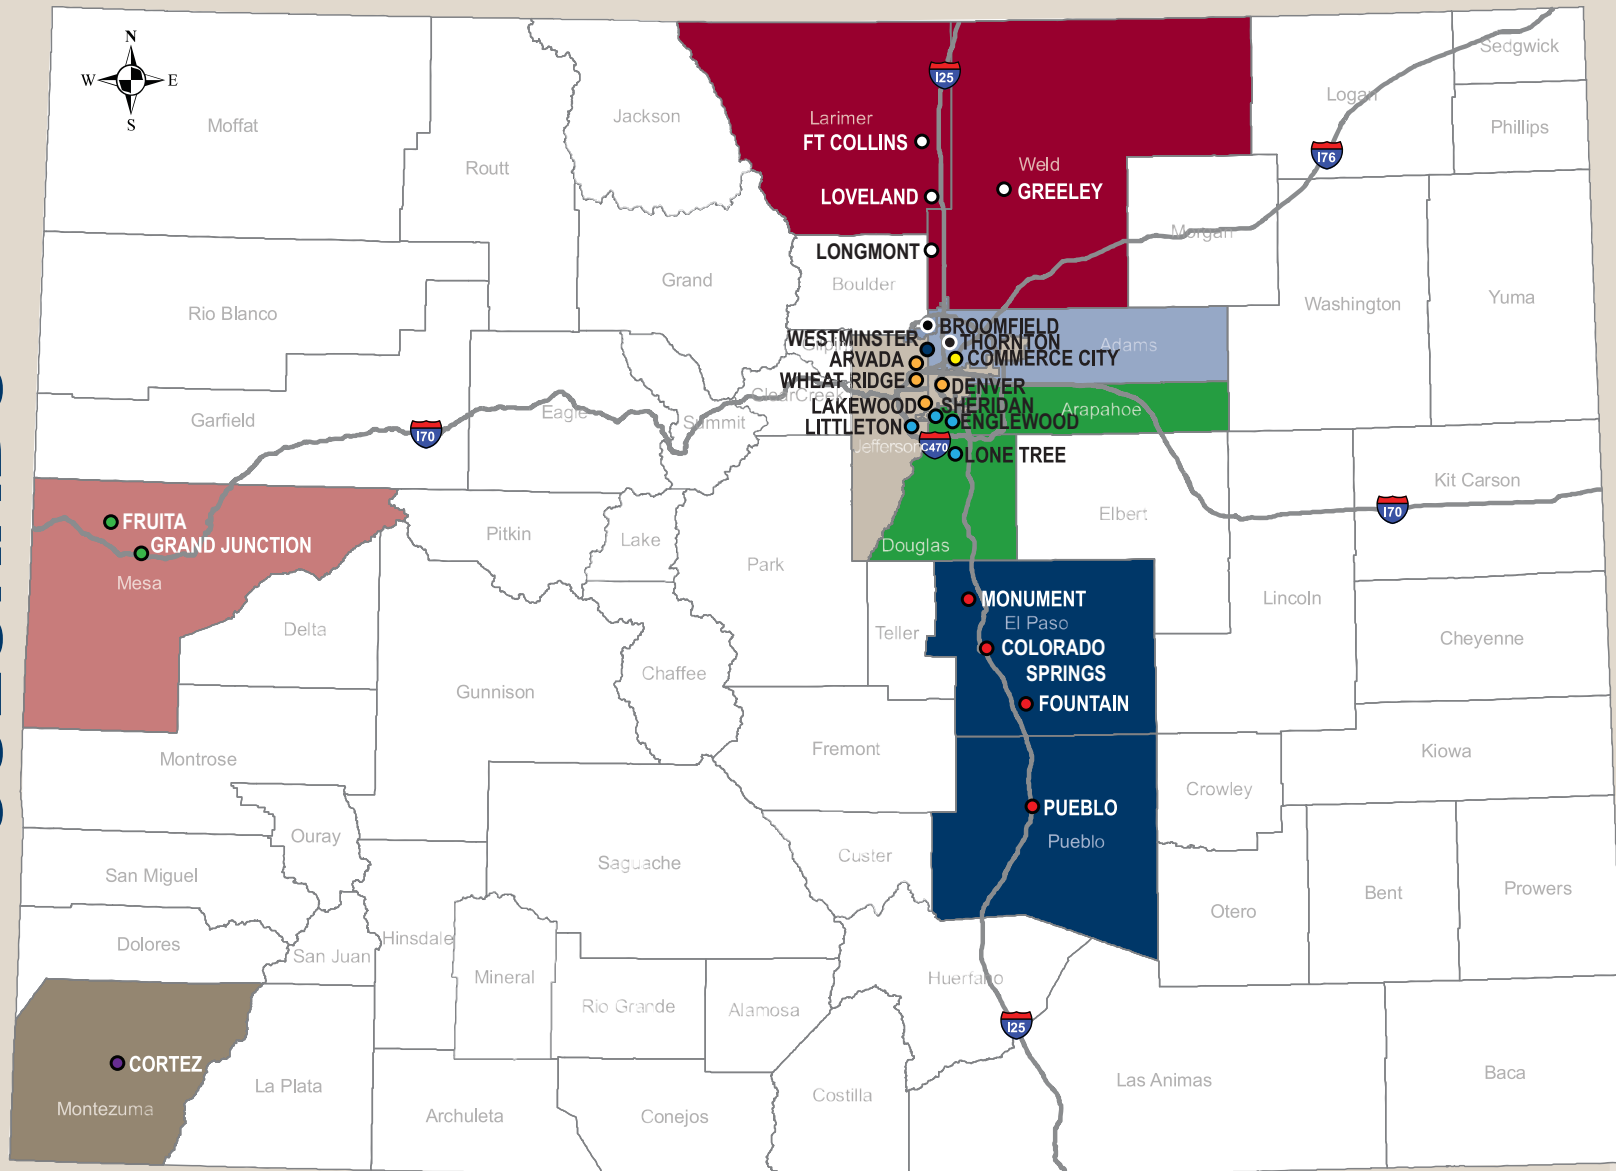 N
W E
S
Sedgwick
Logan
Phillips
Moffat
Jackson
Larimer
FT COLLINS
I25
I76
Routt
Weld
LOVELAND
GREELEY
Morgan
LONGMONT
Boulder
Grand
Rio Blanco
Washington
Yuma
BROOMFIELD
WESTMINSTER
THORNTON
Adams
ARVADA
COMMERCE CITY
WHEAT RIDGE
DENVER
ClearCreek
LAKEWOOD
SHERIDAN
Arapahoe
LITTLETON
ENGLEWOOD
Garfield
Eagle
Summit
I70
Jefferson
C470
LONE TREE
Kit Carson
I70
FRUITA
GRAND JUNCTION
Mesa
Pitkin
Lake
Park
Douglas
Elbert
Delta
MONUMENT
El Paso
Teller
COLORADO
SPRINGS
Lincoln
Cheyenne
Gunnison
Chaffee
FOUNTAIN
Montrose
Fremont
Kiowa
Crowley
PUEBLO
Pueblo
Ouray
Saguache
Custer
San Miguel
Bent
Prowers
Otero
Dolores
San Juan
Hinsdale
Mineral
Huerfano
Rio Grande
Alamosa
I25
CORTEZ
Montezuma
La Plata
Archuleta
Conejos
Costilla
Las Animas
Baca